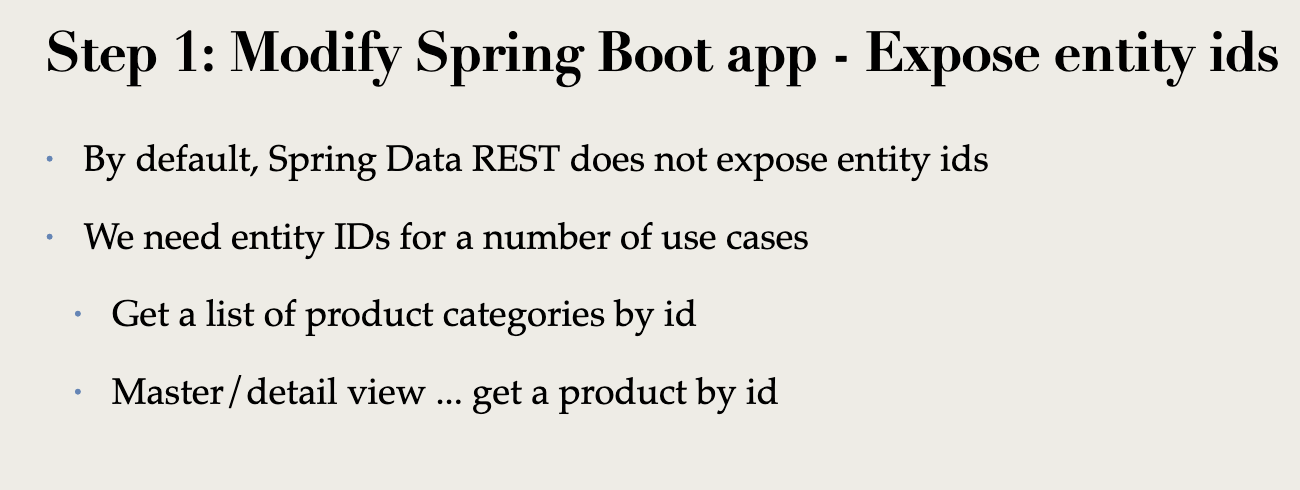 Step 1: Modify Spring Boot app - Expose entity ids
• By default, Spring Data REST does not expose entity ids
• We need entity IDs for a number of use cases
• Get a list of product categories by id
• Master/detail view ... get a product by id